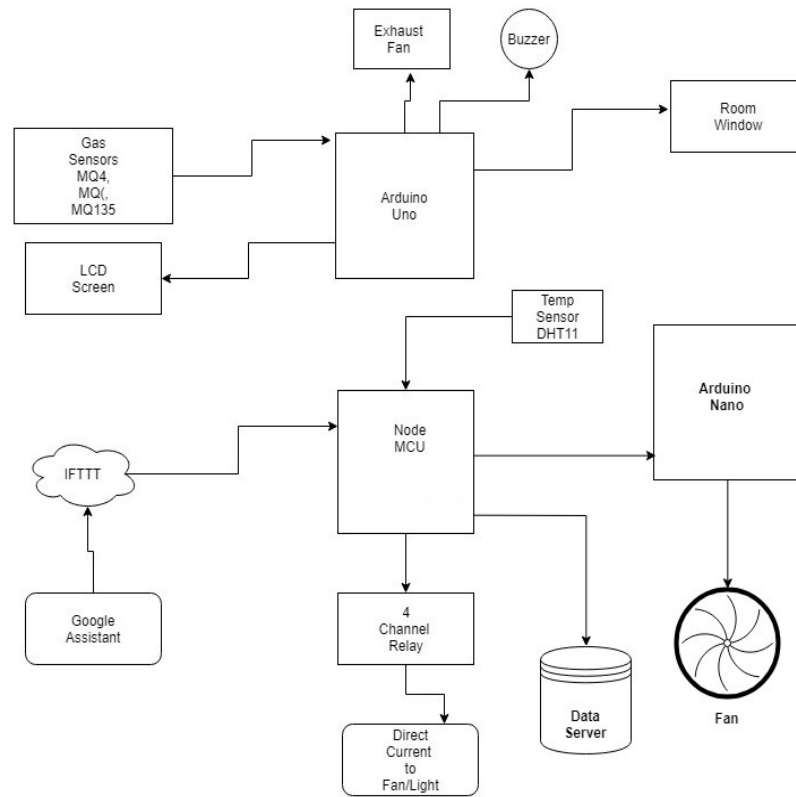 Exhaust
Fan
Buzzer
Room
Window
Gas
Sensors
MQ4,
MQ(,
MQ135
Arduino
Uno
LCD
Screen
Temp
Sensor
DHT11
Arduino
Nano
Node
MCU
IFTTT
Google
Assistant
4
Channel
Relay
Data
Server
Fan
Direct
Current
to
Fan/Light